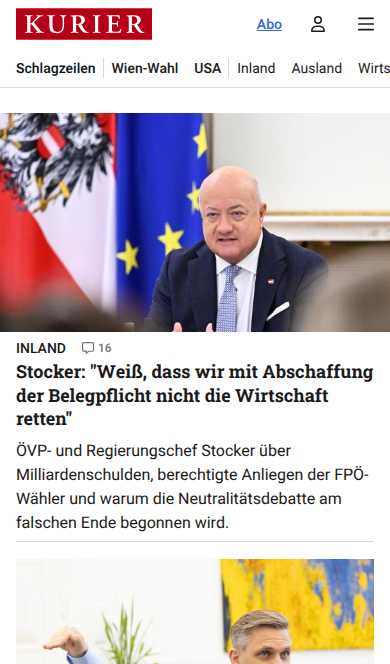 KURIER
Abo
Schlagzeilen Wien-Wahl USA Inland Ausland Wirts
INLAND 16
Stocker: "Weiß, dass wir mit Abschaffung
der Belegpflicht nicht die Wirtschaft
retten"
ÖVP- und Regierungschef Stocker über
Milliardenschulden, berechtigte Anliegen der FPÖ-
Wähler und warum die Neutralitätsdebatte am
falschen Ende begonnen wird.